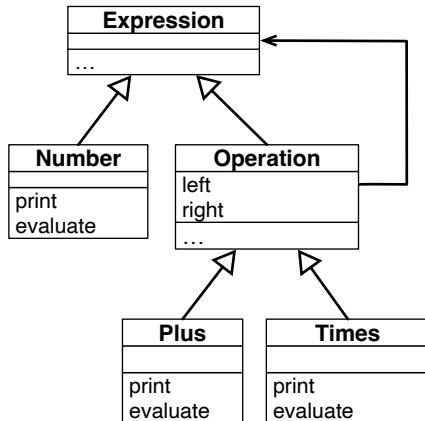 Expression
...
Number
print
evaluate
Operation
left
right
...
Plus
print
evaluate
Times
print
evaluate